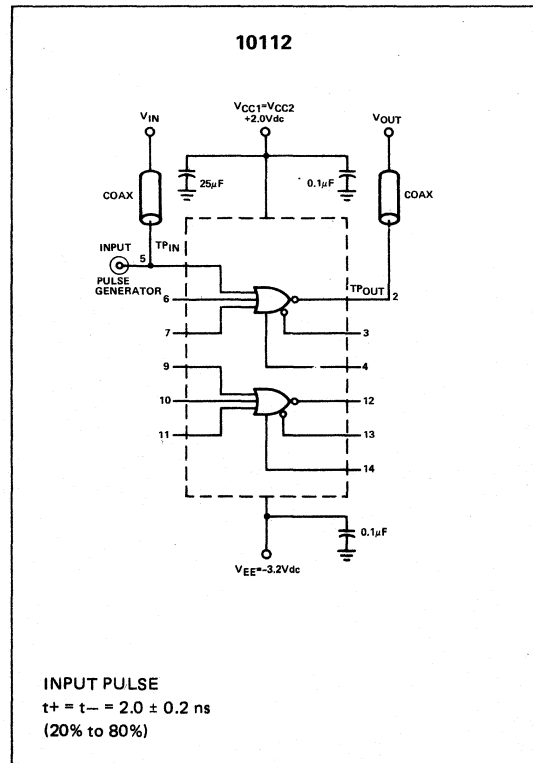 10112
VIN
VCC1=VCC2
+2.0Vdc
VOUT
25µF
0.1µF
COAX
COAX
INPUT
5
TPIN
PULSE
GENERATOR
6
TPOUT
2
7
3
4
9
10
12
11
13
14
0.1µF
VEE=-3.2Vdc
INPUT PULSE
t+ = t− = 2.0 ± 0.2 ns
(20% to 80%)